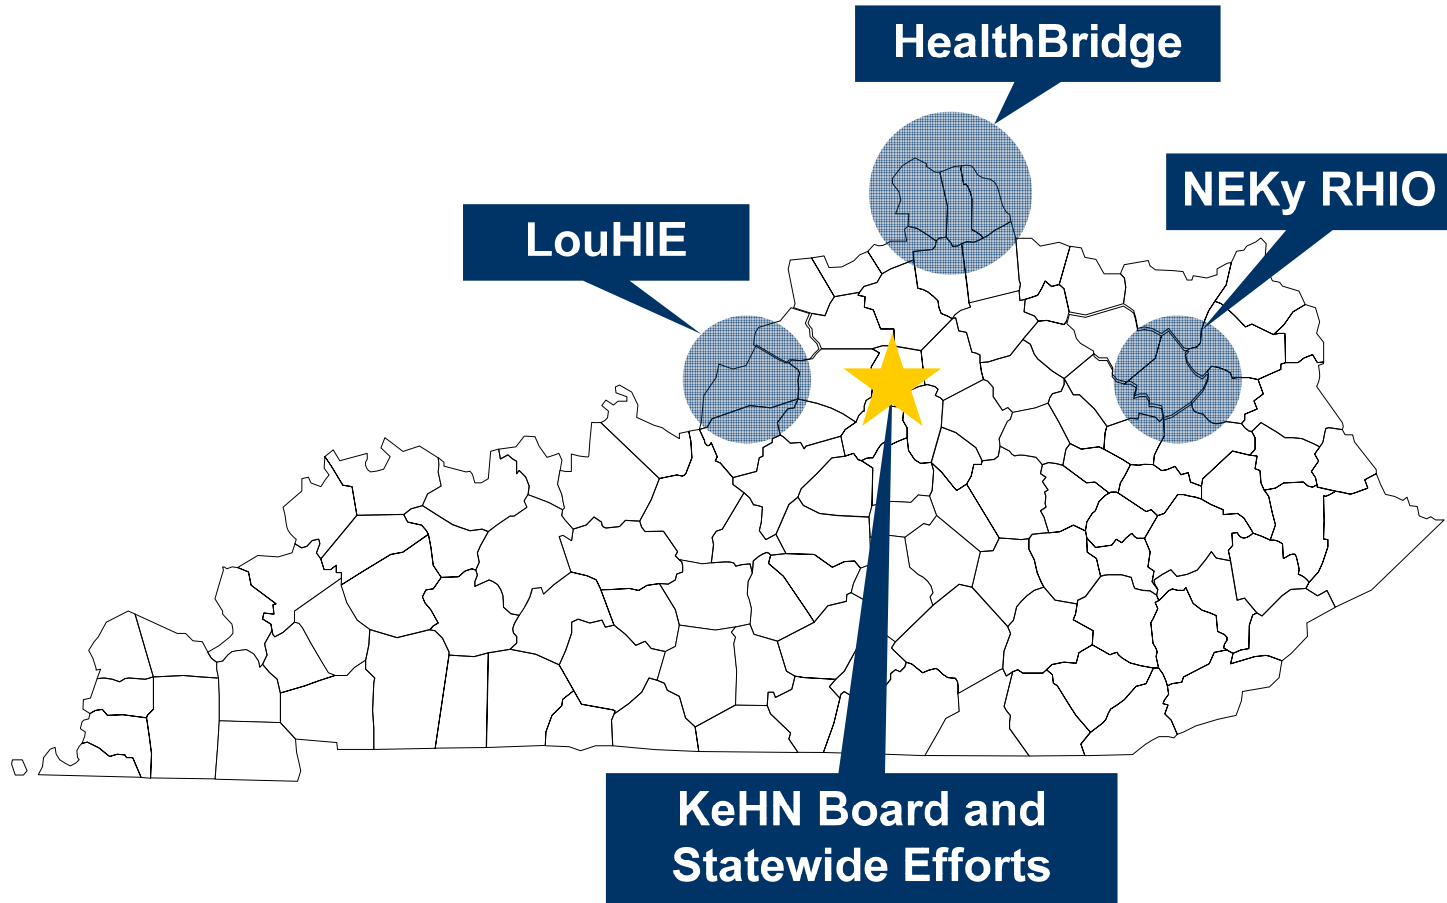 HealthBridge
NEKy RHIO
LouHIE
KeHN Board and
Statewide Efforts